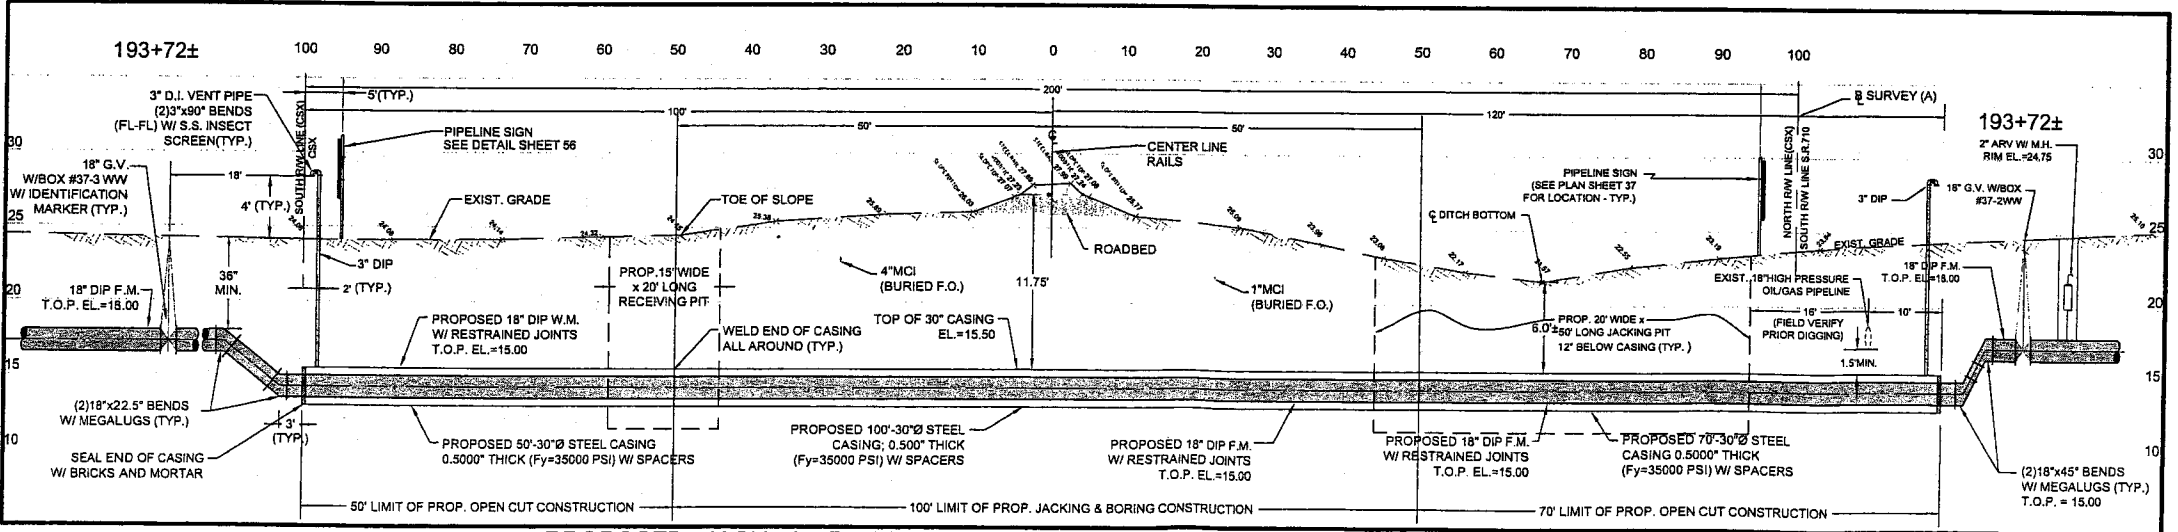 193+72±
100 90 80 70 60 50 40 30 20 10 0 10 20 30 40 50 60 70 80 90 100
3" D.I. VENT PIPE
(2)3"x90° BENDS
(FL-FL) W/ S.S. INSECT
SCREEN(TYP.)
5'(TYP.)
200'
100'
120'
50'
50'
SOUTH R/W LINE (CSX)
CSX
PIPELINE SIGN
SEE DETAIL SHEET 56
℄
CENTER LINE
RAILS
℄ SURVEY (A)
193+72±
2" ARV W/ M.H.
RIM EL.=24.75
30
30
18" G.V.
W/BOX #37-3 WW
W/ IDENTIFICATION
MARKER (TYP.)
18'
4' (TYP.)
EXIST. GRADE
TOE OF SLOPE
PIPELINE SIGN
(SEE PLAN SHEET 37
FOR LOCATION - TYP.)
NORTH R/W LINE(CSX)
SOUTH R/W LINE S.R.710
3" DIP
18" G.V. W/BOX
#37-2WW
25
25
℄ DITCH BOTTOM
ROADBED
EXIST. GRADE
24.14
25.38
22.17
22.55
23.19
25.10
3" DIP
36"
MIN.
2' (TYP.)
PROP.15' WIDE
x 20' LONG
RECEIVING PIT
4"MCI
(BURIED F.O.)
11.75'
1"MCI
(BURIED F.O.)
EXIST. 18"HIGH PRESSURE
OIL/GAS PIPELINE
18" DIP F.M.
T.O.P. EL.=18.00
20
20
18" DIP F.M.
T.O.P. EL.=18.00
PROPOSED 18" DIP W.M.
W/ RESTRAINED JOINTS
T.O.P. EL.=15.00
WELD END OF CASING
ALL AROUND (TYP.)
TOP OF 30" CASING
EL.=15.50
6.0'±
PROP. 20' WIDE x
50' LONG JACKING PIT
12" BELOW CASING (TYP.)
16'
10'
(FIELD VERIFY
PRIOR DIGGING)
1.5'MIN.
15
15
(2)18"x22.5° BENDS
W/ MEGALUGS (TYP.)
3'
(TYP.)
10
10
SEAL END OF CASING
W/ BRICKS AND MORTAR
PROPOSED 50'-30"Ø STEEL CASING
0.5000" THICK (Fy=35000 PSI) W/ SPACERS
PROPOSED 100'-30"Ø STEEL
CASING; 0.500" THICK
(Fy=35000 PSI) W/ SPACERS
PROPOSED 18" DIP F.M.
W/ RESTRAINED JOINTS
T.O.P. EL.=15.00
PROPOSED 18" DIP F.M.
W/ RESTRAINED JOINTS
T.O.P. EL.=15.00
PROPOSED 70'-30"Ø STEEL
CASING 0.5000" THICK
(Fy=35000 PSI) W/ SPACERS
(2)18"x45° BENDS
W/ MEGALUGS (TYP.)
T.O.P. = 15.00
50' LIMIT OF PROP. OPEN CUT CONSTRUCTION
100' LIMIT OF PROP. JACKING & BORING CONSTRUCTION
70' LIMIT OF PROP. OPEN CUT CONSTRUCTION